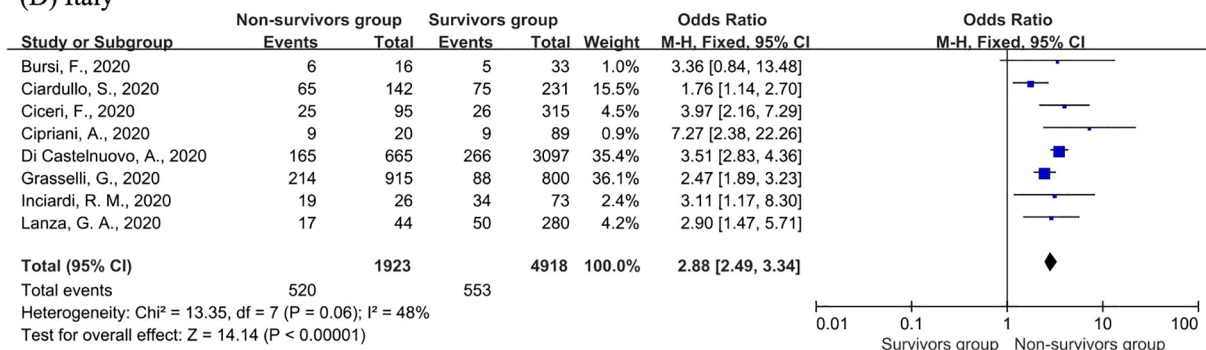 (D) Italy
Non-survivors group Survivors group Odds Ratio Odds Ratio
Study or Subgroup Events Total Events Total Weight M-H, Fixed, 95% CI M-H, Fixed, 95% CI
Bursi, F., 2020 6 16 5 33 1.0% 3.36 [0.84, 13.48]
Ciardullo, S., 2020 65 142 75 231 15.5% 1.76 [1.14, 2.70]
Ciceri, F., 2020 25 95 26 315 4.5% 3.97 [2.16, 7.29]
Cipriani, A., 2020 9 20 9 89 0.9% 7.27 [2.38, 22.26]
Di Castelnuovo, A., 2020 165 665 266 3097 35.4% 3.51 [2.83, 4.36]
Grasselli, G., 2020 214 915 88 800 36.1% 2.47 [1.89, 3.23]
Inciardi, R. M., 2020 19 26 34 73 2.4% 3.11 [1.17, 8.30]
Lanza, G. A., 2020 17 44 50 280 4.2% 2.90 [1.47, 5.71]
Total (95% CI) 1923 4918 100.0% 2.88 [2.49, 3.34]
Total events 520 553
Heterogeneity: Chi² = 13.35, df = 7 (P = 0.06); I² = 48%
Test for overall effect: Z = 14.14 (P < 0.00001)
0.01 0.1 1 10 100
Survivors group Non-survivors group